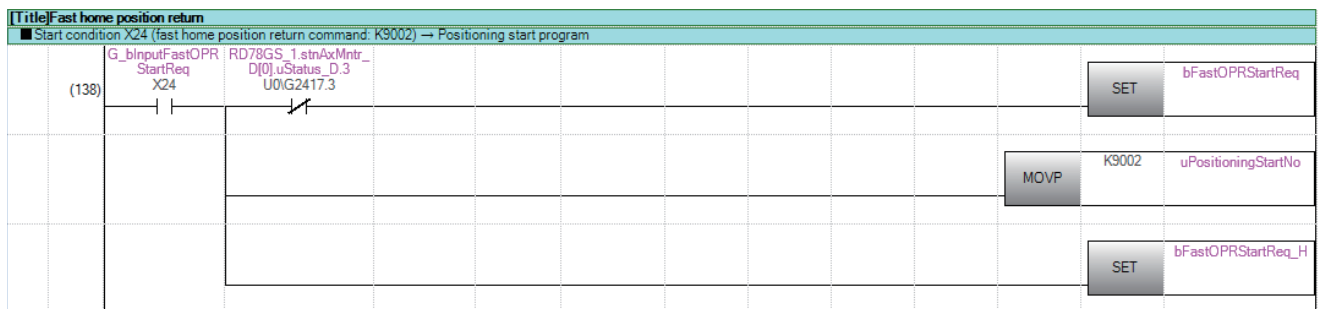 [Title]Fast home position return
■Start condition X24 (fast home position return command: K9002) → Positioning start program
G_bInputFastOPR RD78GS_1.stnAxMntr_
StartReq D[0].uStatus_D.3
(138) X24 U0\G2417.3
SET bFastOPRStartReq
MOVP K9002 uPositioningStartNo
SET bFastOPRStartReq_H